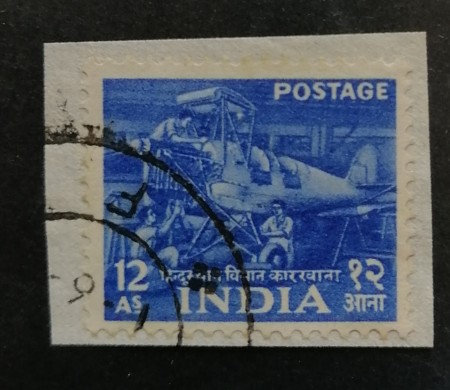 POSTAGE
हिन्दुस्तान विमान कारखाना
12 १२
AS INDIA आना